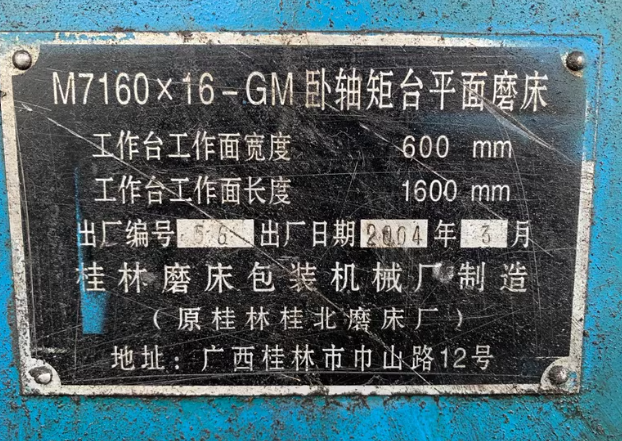 M7160×16-GM卧轴矩台平面磨床
工作台工作面宽度 600 mm
工作台工作面长度 1600 mm
出厂编号 56 出厂日期 2004 年 3 月
桂林磨床包装机械厂制造
（原桂林桂北磨床厂）
地址：广西桂林市巾山路12号